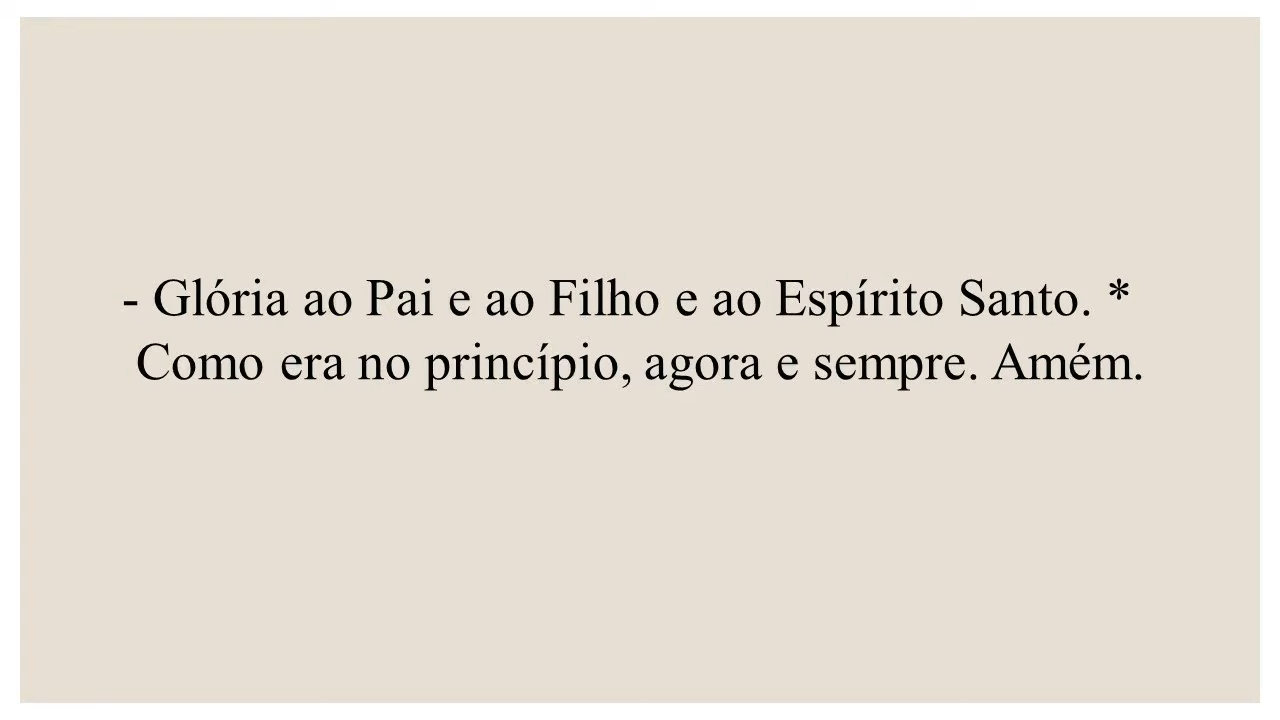 - Glória ao Pai e ao Filho e ao Espírito Santo. *
Como era no princípio, agora e sempre. Amém.